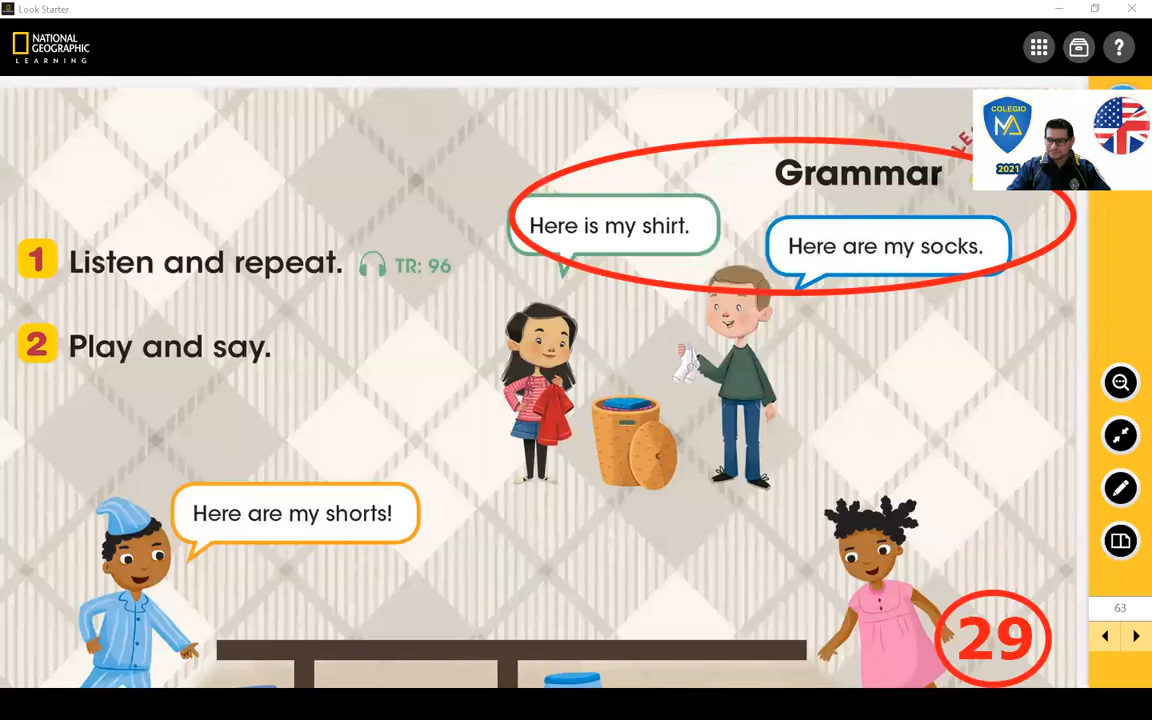 Look Starter
NATIONAL
GEOGRAPHIC
LEARNING
?
COLEGIO
MA
2021
Grammar
Here is my shirt.
Here are my socks.
1 Listen and repeat. TR: 96
2 Play and say.
Here are my shorts!
63
29